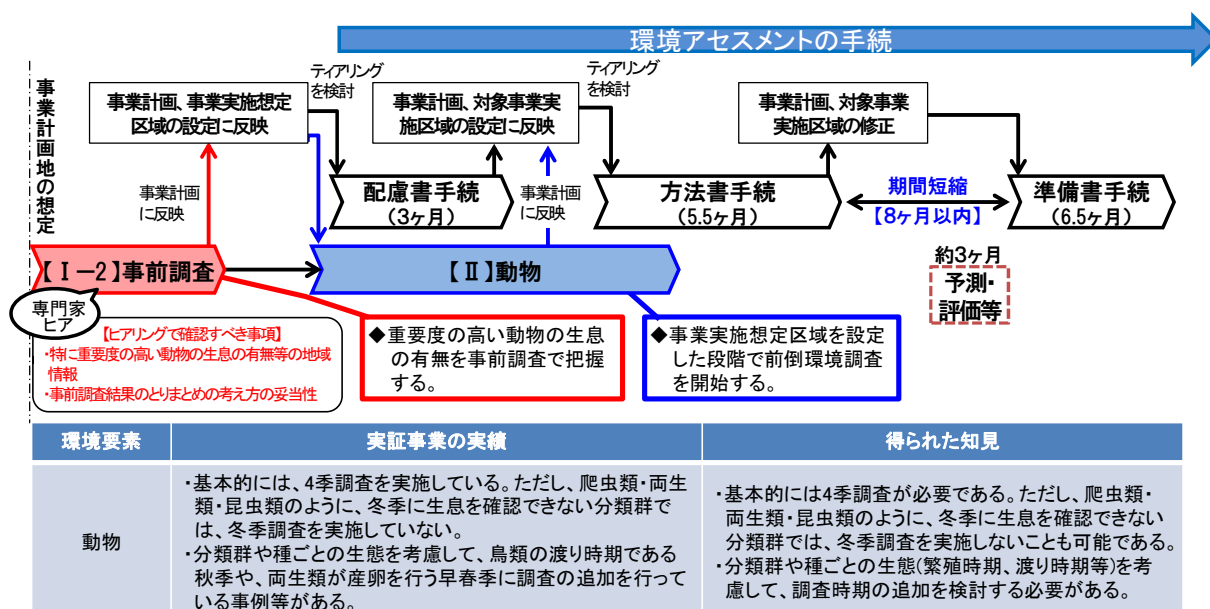 環境アセスメントの手続
事業計画地の想定
ティアリング
を検討
ティアリング
を検討
事業計画、事業実施想定
区域の設定に反映
事業計画、対象事業実
施区域の設定に反映
事業計画、対象事業
実施区域の修正
事業計画
に反映
配慮書手続
(3ヶ月)
事業計画
に反映
方法書手続
(5.5ヶ月)
期間短縮
【8ヶ月以内】
準備書手続
(6.5ヶ月)
【Ⅰ-2】事前調査
【Ⅱ】動物
約3ヶ月
予測・
評価等
専門家
ヒア
【ヒアリングで確認すべき事項】
・特に重要度の高い動物の生息の有無等の地域
情報
・事前調査結果のとりまとめの考え方の妥当性
◆重要度の高い動物の生息
の有無を事前調査で把握
する。
◆事業実施想定区域を設定
した段階で前倒環境調査
を開始する。
環境要素 実証事業の実績 得られた知見
動物
・基本的には、4季調査を実施している。ただし、爬虫類・両生
類・昆虫類のように、冬季に生息を確認できない分類群で
は、冬季調査を実施していない。
・分類群や種ごとの生態を考慮して、鳥類の渡り時期である
秋季や、両生類が産卵を行う早春季に調査の追加を行って
いる事例等がある。
・基本的には4季調査が必要である。ただし、爬虫類・
両生類・昆虫類のように、冬季に生息を確認できない
分類群では、冬季調査を実施しないことも可能である。
・分類群や種ごとの生態(繁殖時期、渡り時期等)を考
慮して、調査時期の追加を検討する必要がある。